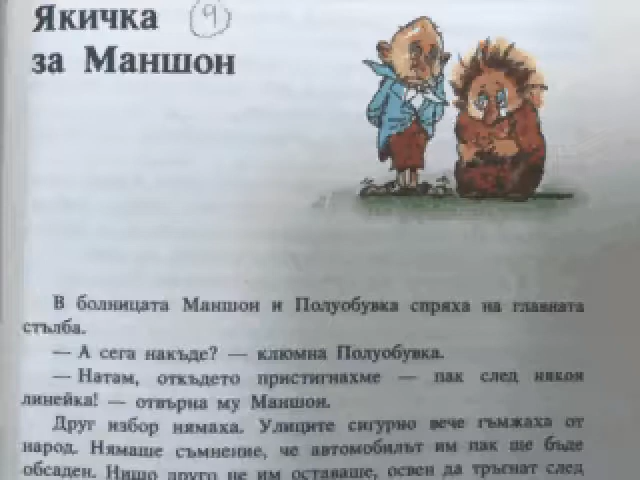 Якичка 9
за Маншон
В болницата Маншон и Полуобувка спряха на главната
стълба.
— А сега накъде? — клюмна Полуобувка.
— Натам, откъдето пристигнахме — пак след някоя
линейка! — отвърна му Маншон.
Друг избор нямаха. Улиците сигурно вече гъмжаха от
народ. Нямаше съмнение, че автомобилът им пак ще бъде
обсаден. Нищо друго не им оставаше, освен да тръгнат след